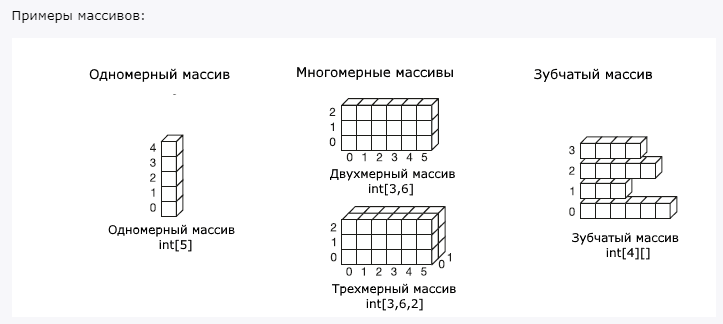 Примеры массивов:
Одномерный массив
Многомерные массивы
Зубчатый массив
4
3
2
1
0
Одномерный массив
int[5]
2
1
0
0 1 2 3 4 5
Двухмерный массив
int[3,6]
2
1
0
0 1 2 3 4 5
0
1
Трехмерный массив
int[3,6,2]
3
2
1
0
Зубчатый массив
int[4][]